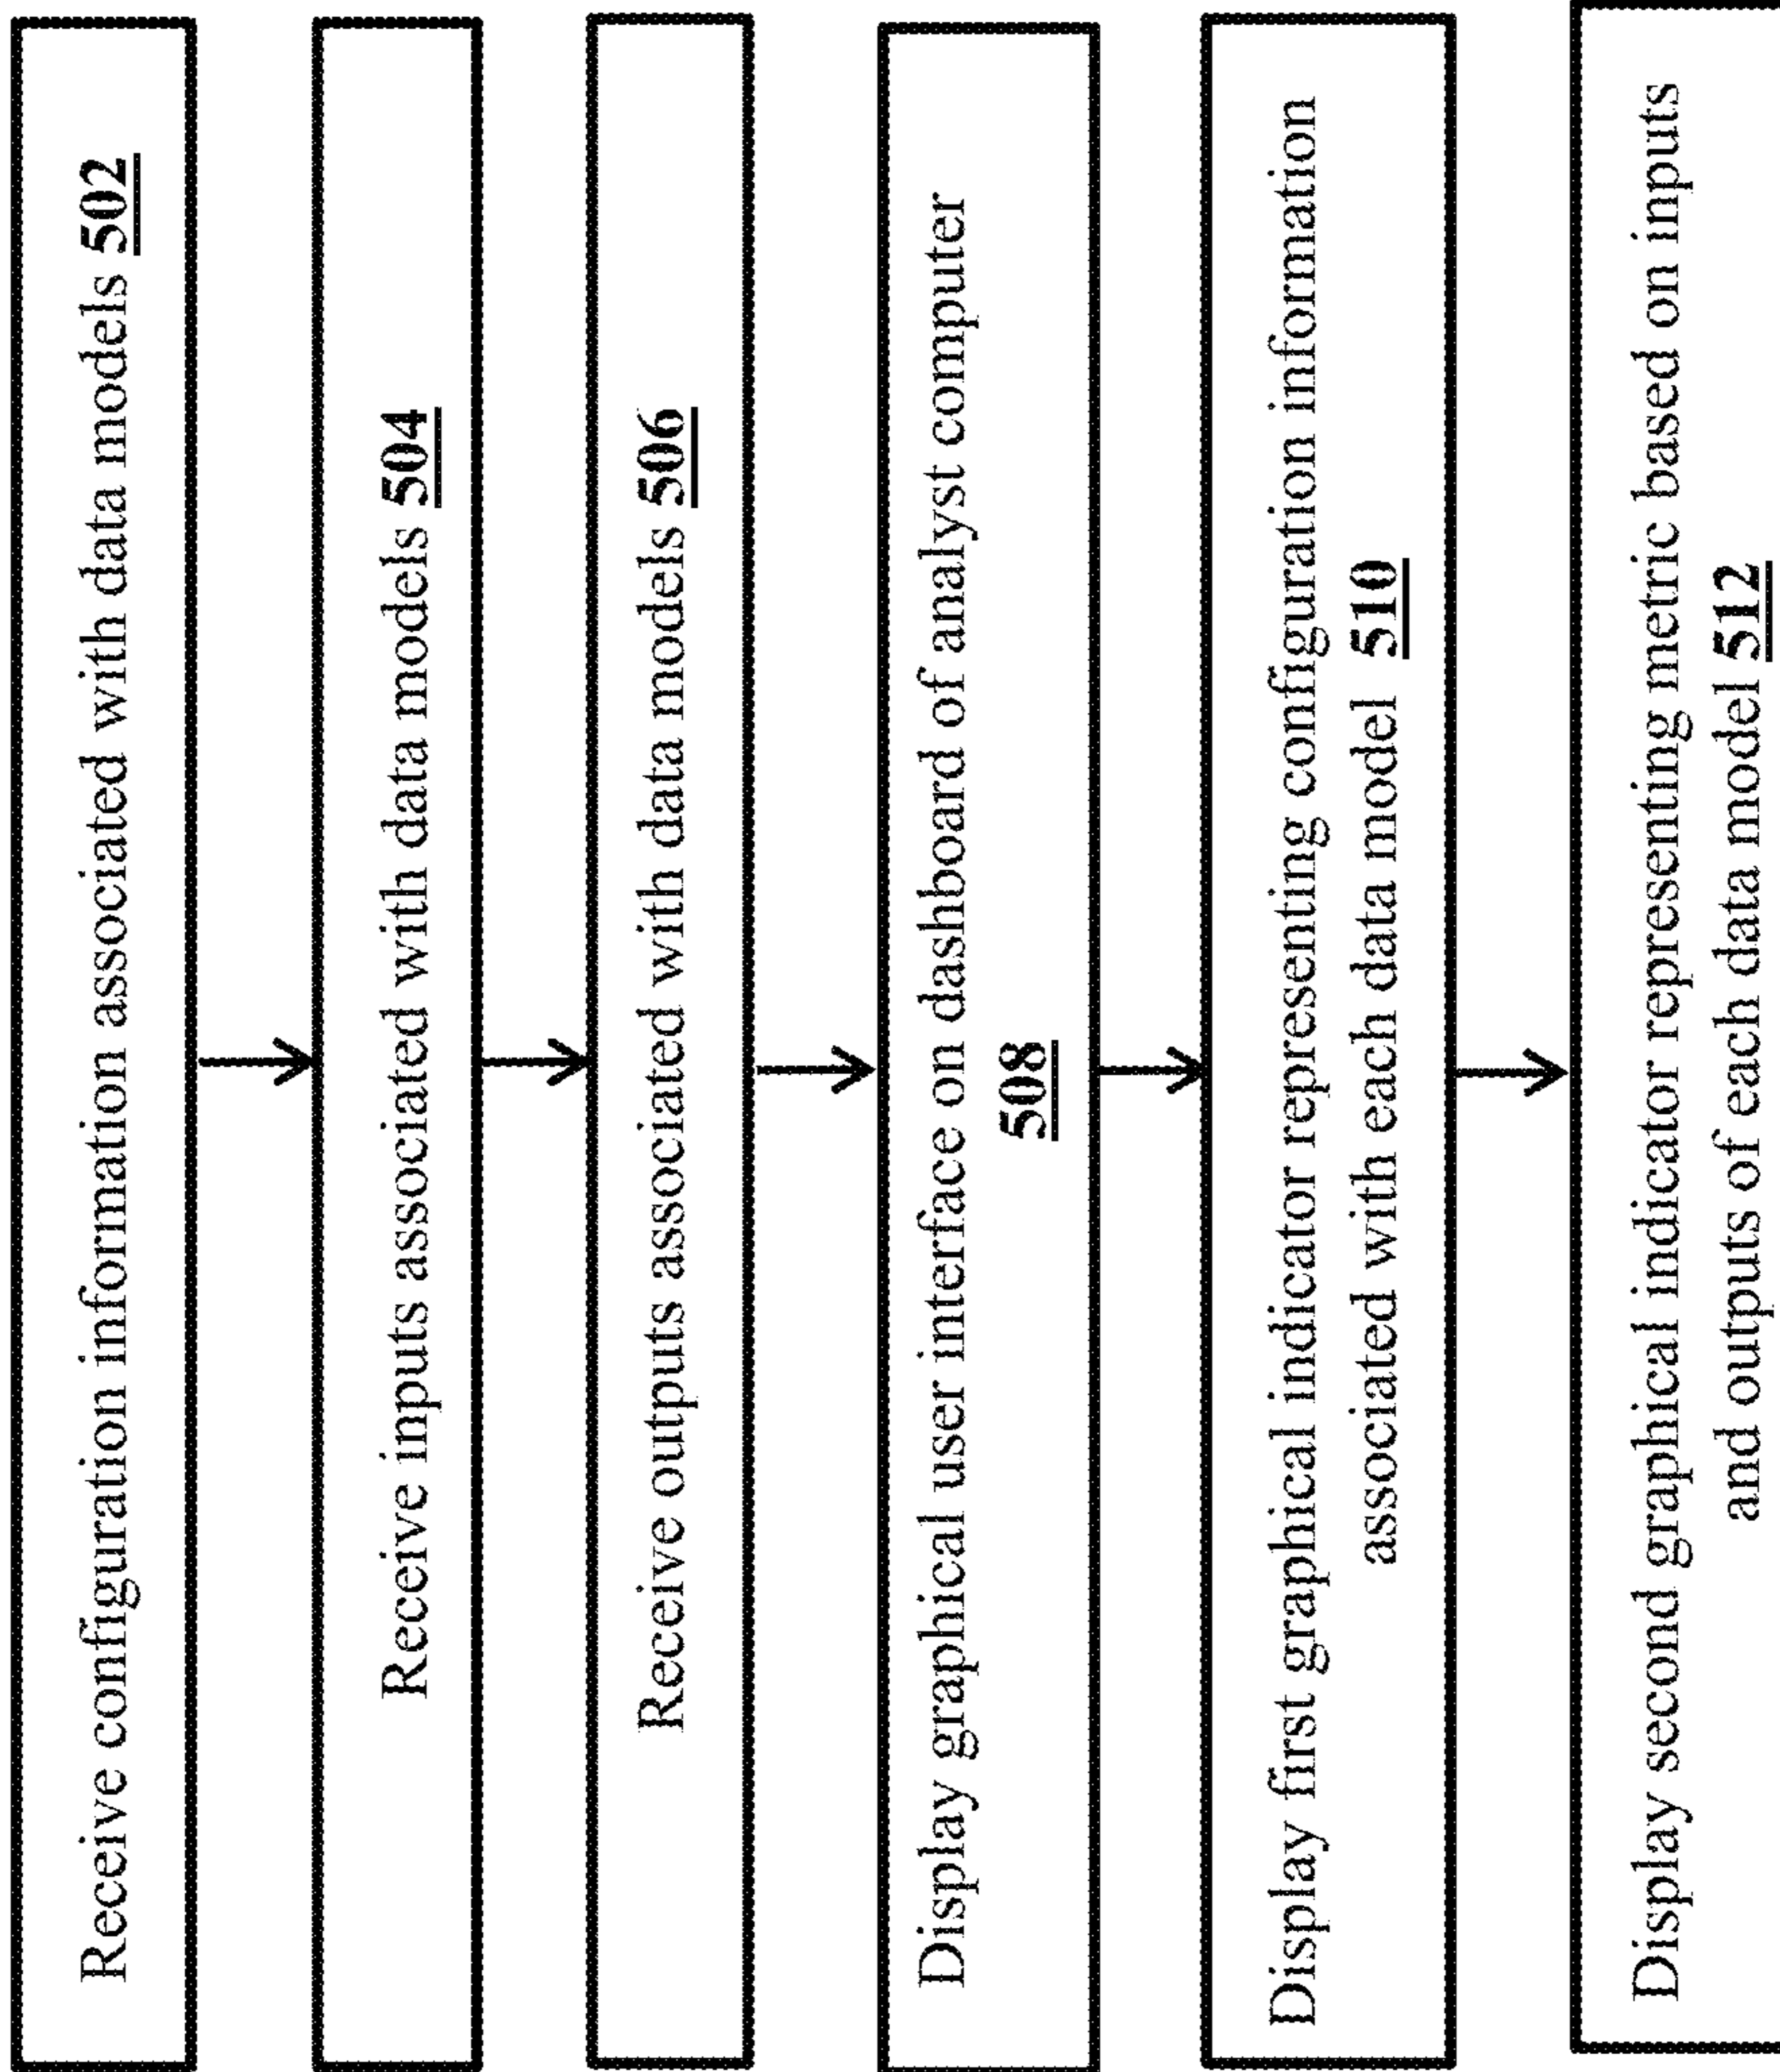 Receive configuration information associated with data models 502
Receive inputs associated with data models 504
Receive outputs associated with data models 506
Display graphical user interface on dashboard of analyst computer
508
Display first graphical indicator representing configuration information
associated with each data model 510
Display second graphical indicator representing metric based on inputs
and outputs of each data model 512